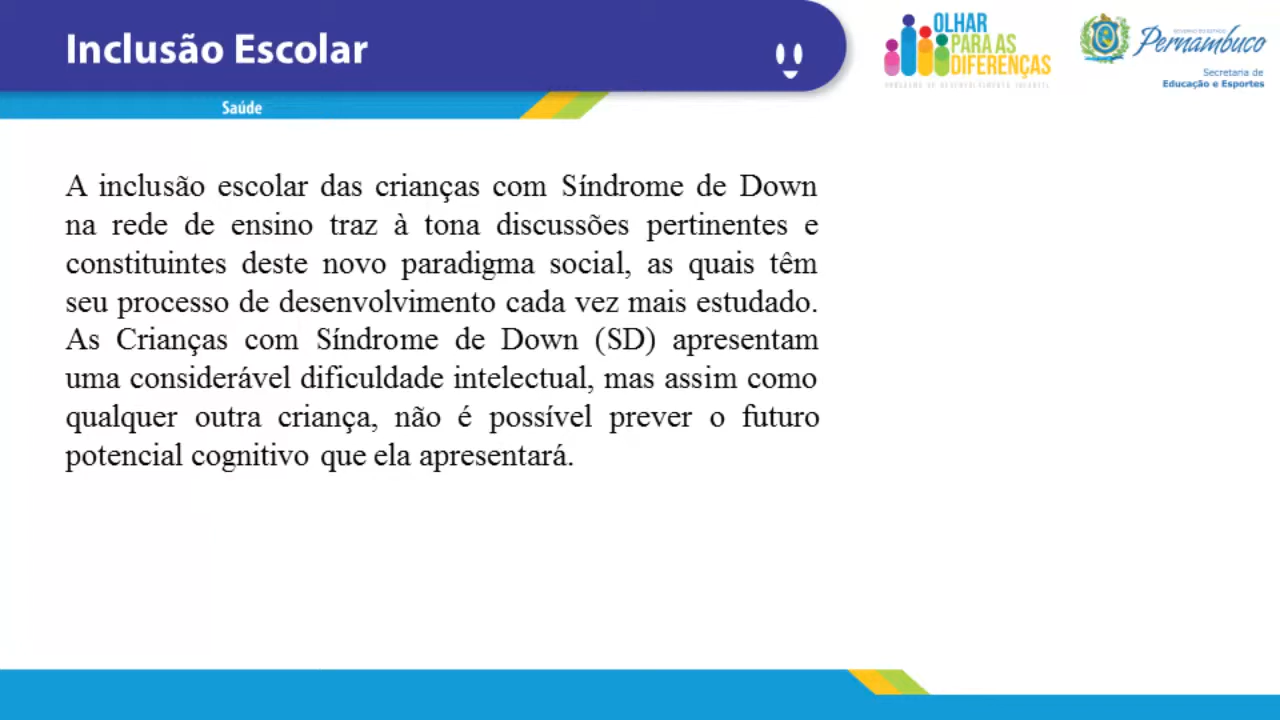 Inclusão Escolar
Saúde
OLHAR
PARA AS
DIFERENÇAS
Pernambuco
Secretaria de
Educação e Esportes
A inclusão escolar das crianças com Síndrome de Down
na rede de ensino traz à tona discussões pertinentes e
constituintes deste novo paradigma social, as quais têm
seu processo de desenvolvimento cada vez mais estudado.
As Crianças com Síndrome de Down (SD) apresentam
uma considerável dificuldade intelectual, mas assim como
qualquer outra criança, não é possível prever o futuro
potencial cognitivo que ela apresentará.